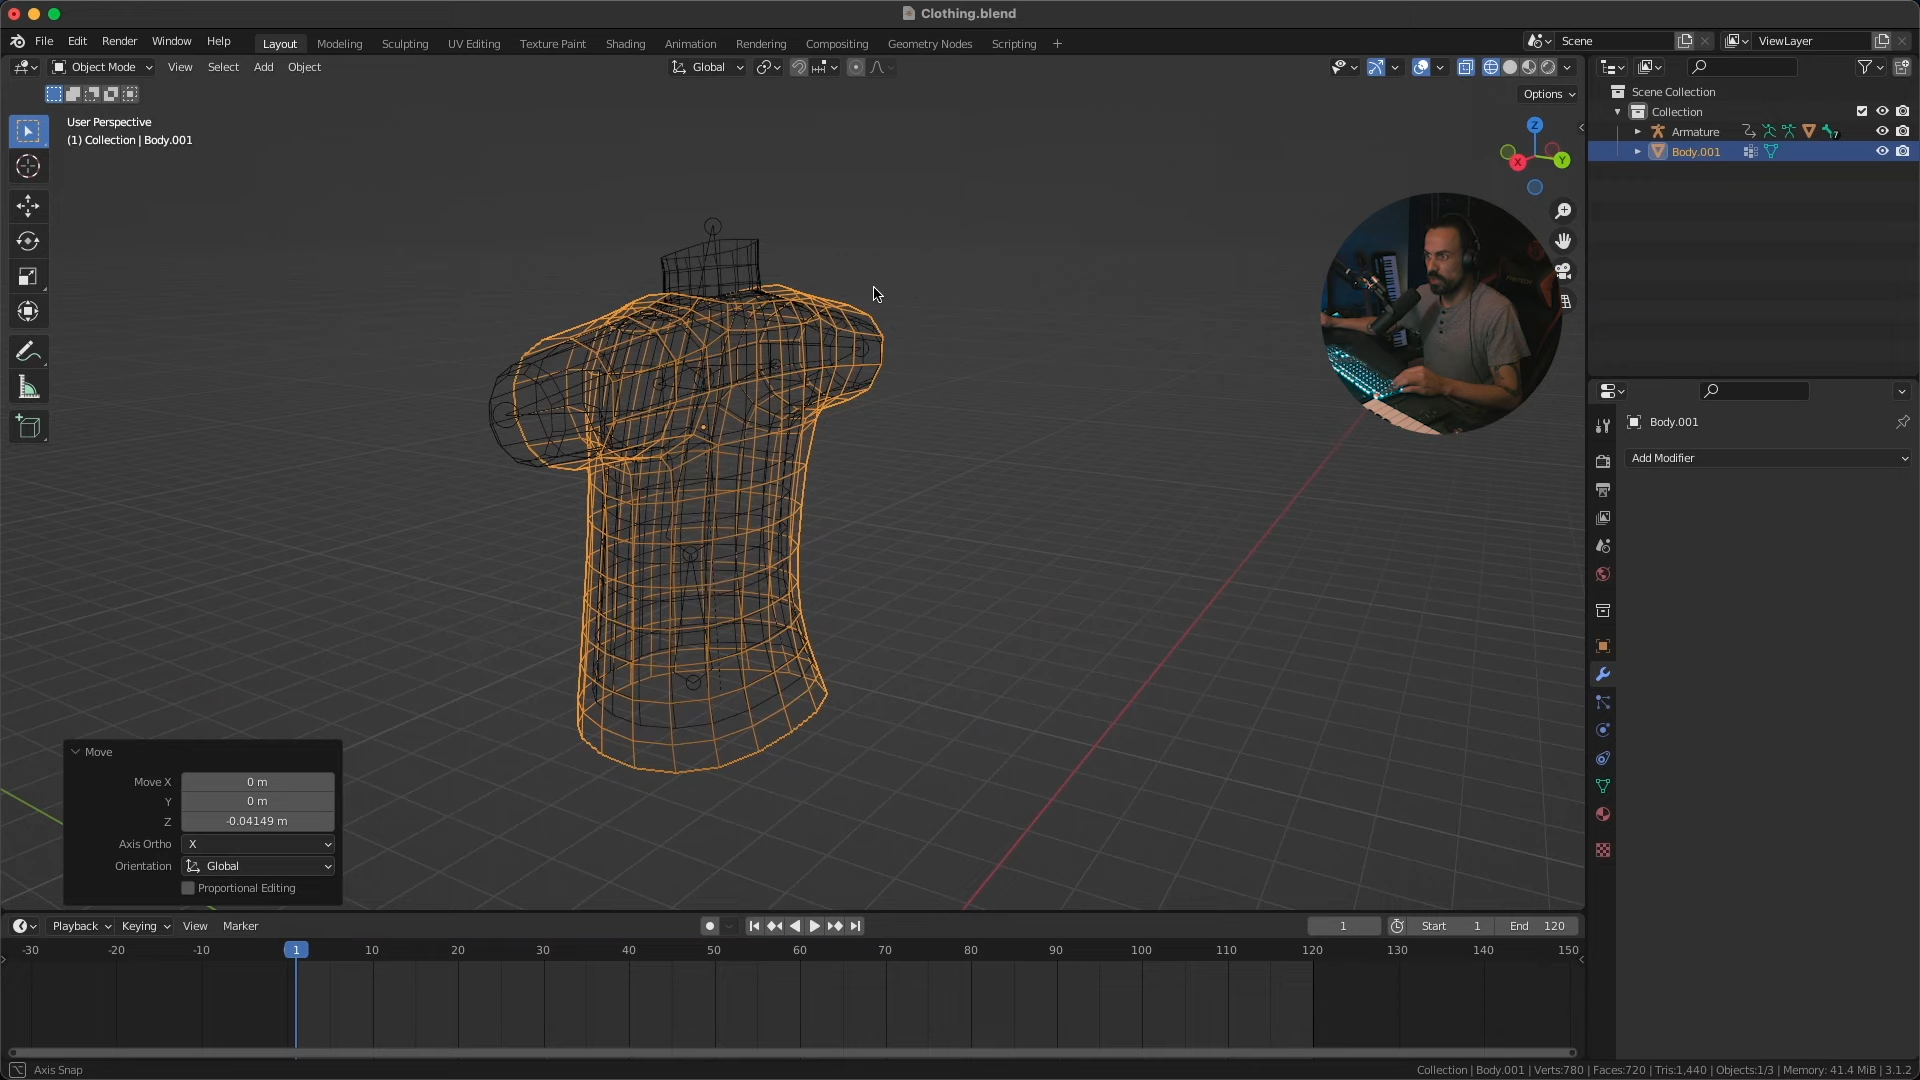 Clothing.blend
File Edit Render Window Help
Layout Modeling Sculpting UV Editing Texture Paint Shading Animation Rendering Compositing Geometry Nodes Scripting +
Scene
ViewLayer
Object Mode View Select Add Object
Global
Options
User Perspective
(1) Collection | Body.001
Z
X
Y
Scene Collection
Collection
Armature
7
Body.001
Body.001
Add Modifier
Move
Move X 0 m
Y 0 m
Z -0.04149 m
Axis Ortho X
Orientation Global
Proportional Editing
Playback Keying View Marker
1
Start 1
End 120
-30 -20 -10 1 10 20 30 40 50 60 70 80 90 100 110 120 130 140 150
Axis Snap
Collection | Body.001 | Verts:780 | Faces:720 | Tris:1,440 | Objects:1/3 | Memory: 41.4 MiB | 3.1.2